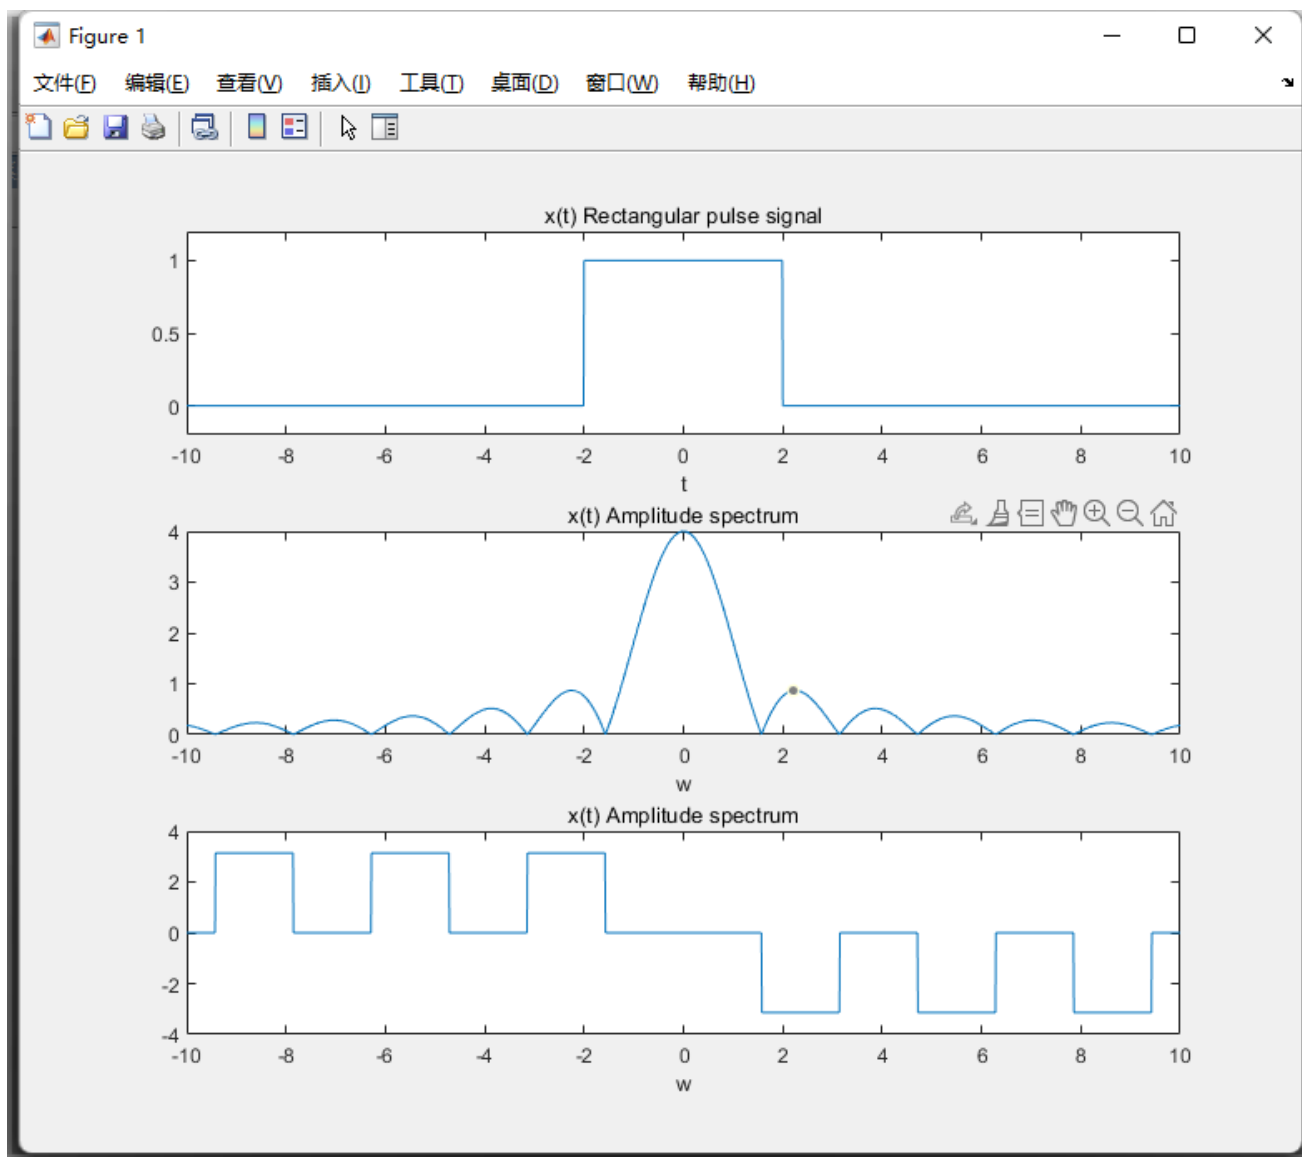 Figure 1
文件(F) 编辑(E) 查看(V) 插入(I) 工具(T) 桌面(D) 窗口(W) 帮助(H)
x(t) Rectangular pulse signal
1
0.5
0
-10 -8 -6 -4 -2 0 2 4 6 8 10
t
x(t) Amplitude spectrum
4
3
2
1
0
-10 -8 -6 -4 -2 0 2 4 6 8 10
w
x(t) Amplitude spectrum
4
2
0
-2
-4
-10 -8 -6 -4 -2 0 2 4 6 8 10
w